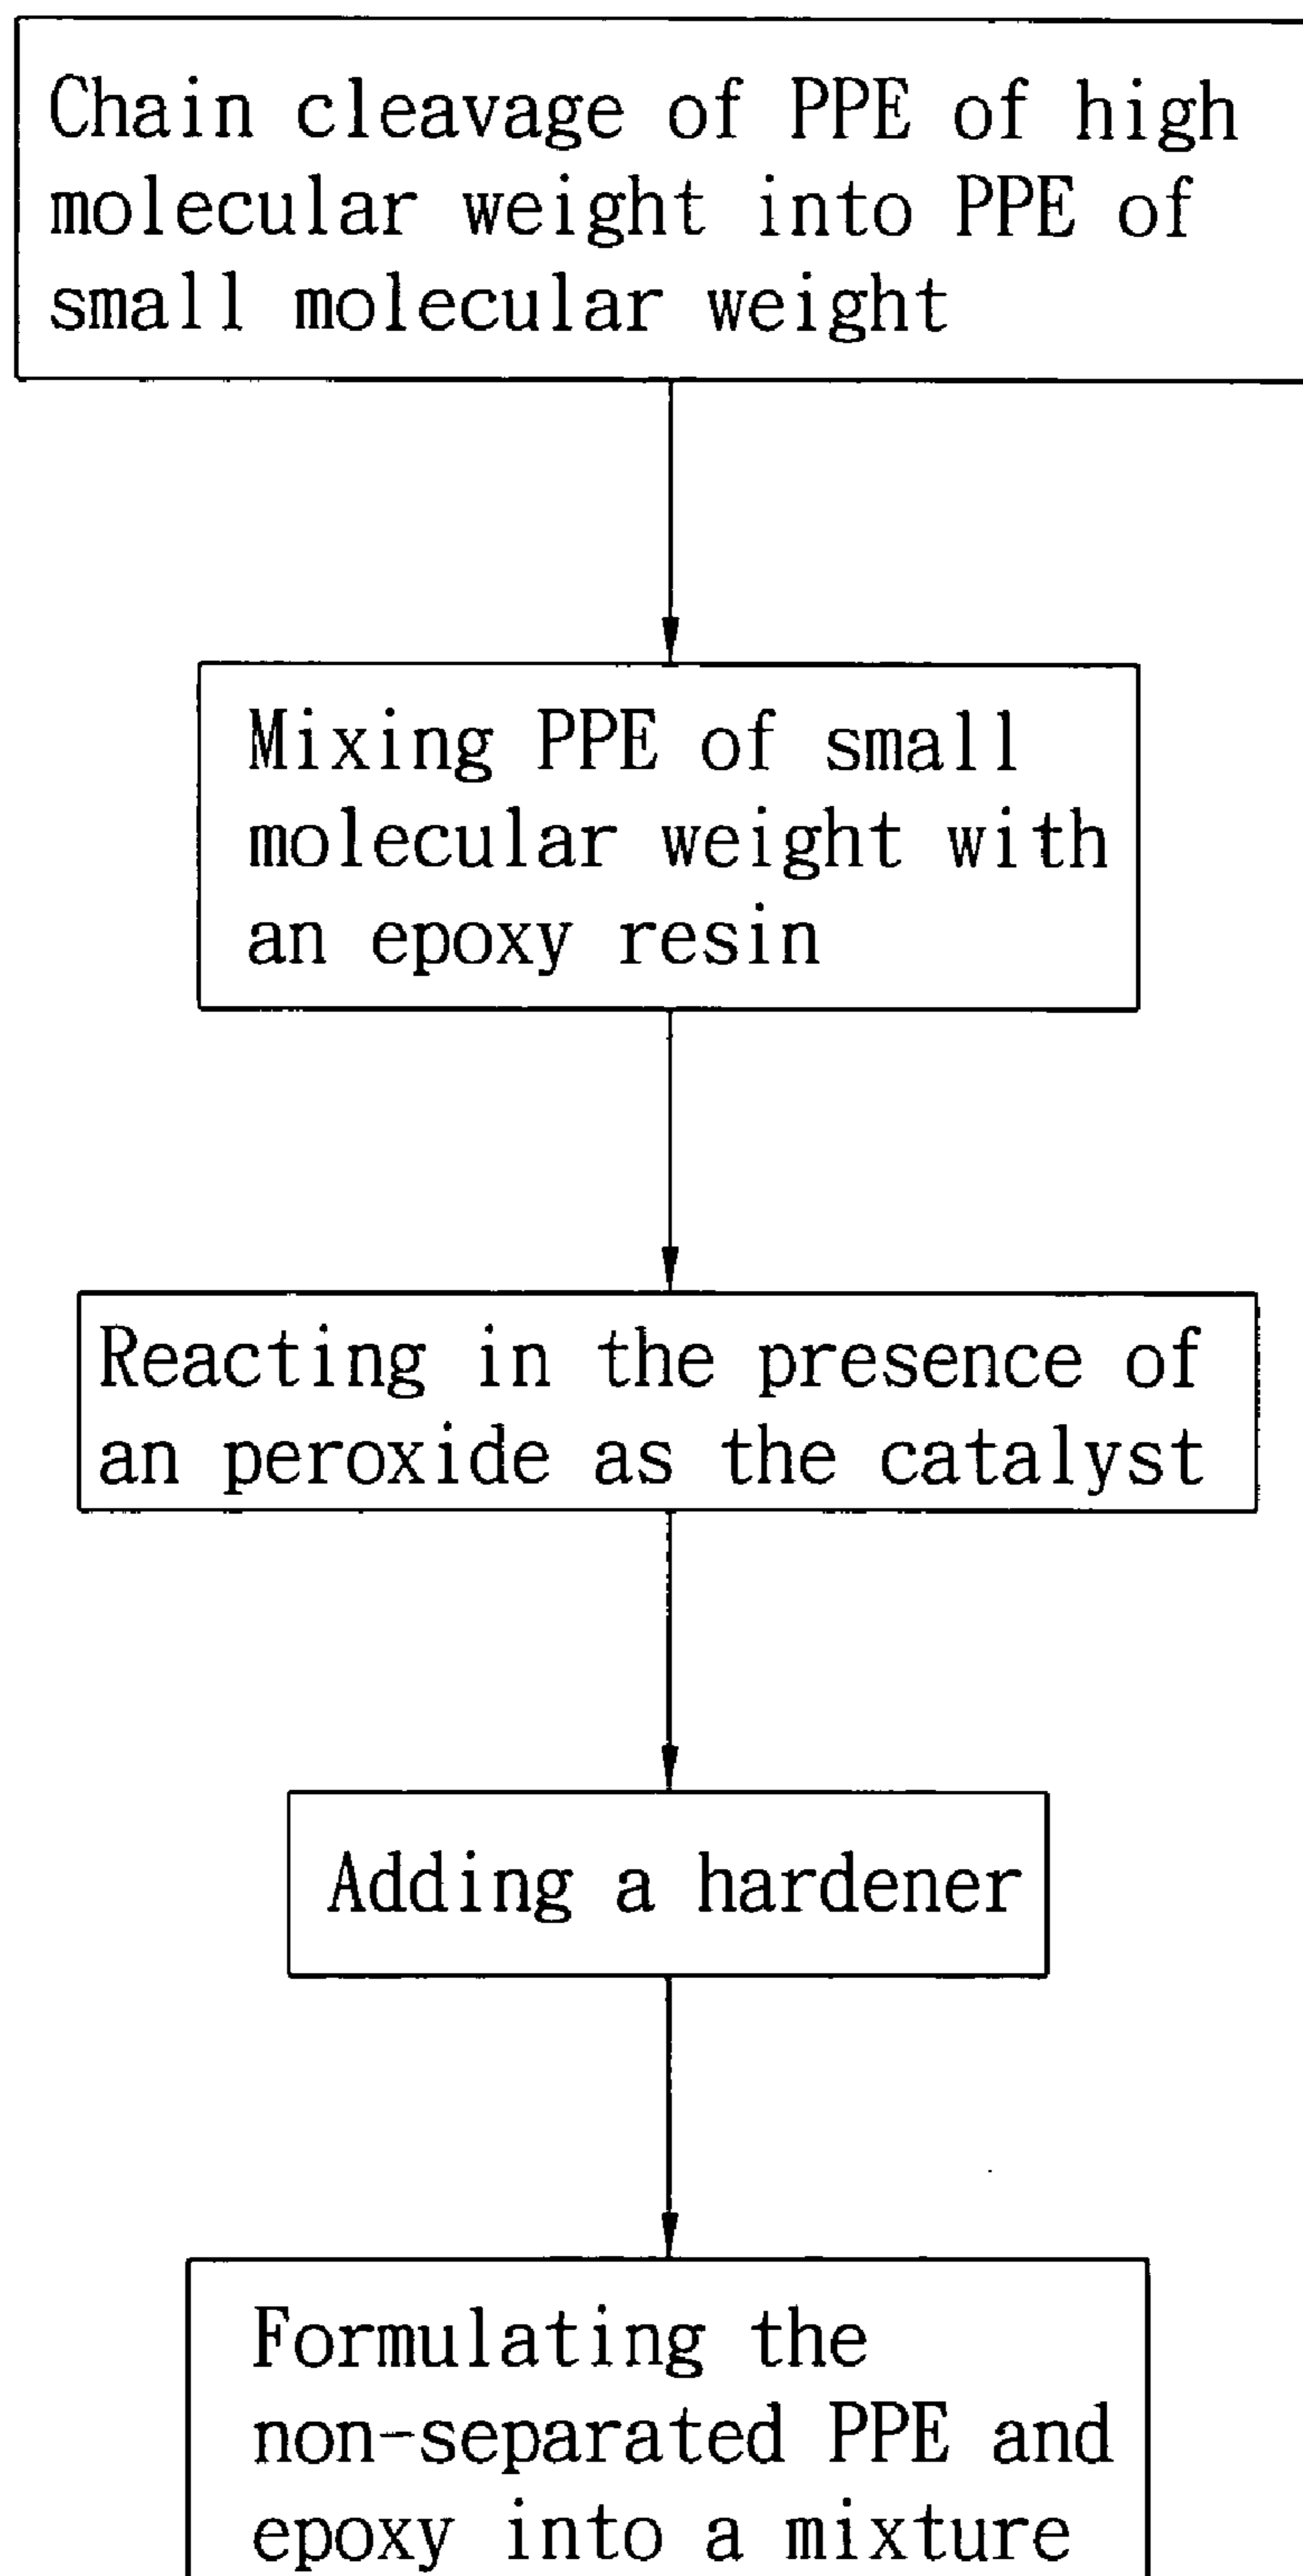 Chain cleavage of PPE of high
molecular weight into PPE of
small molecular weight
Mixing PPE of small
molecular weight with
an epoxy resin
Reacting in the presence of
an peroxide as the catalyst
Adding a hardener
Formulating the
non-separated PPE and
epoxy into a mixture